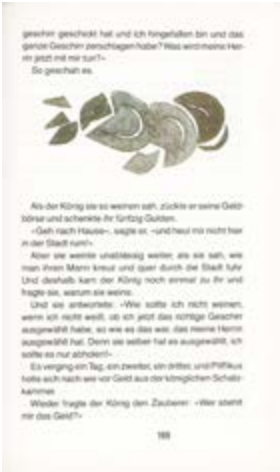 geschirr geschickt hat und ich hingefallen bin und das
ganze Geschirr zerschlagen habe? Was wird meine Her-
rin jetzt mit mir tun?«
So geschah es.
Als der König sie so weinen sah, zückte er seine Geld-
börse und schenkte ihr fünfzig Gulden.
»Geh nach Hause«, sagte er, »und heul mir nicht hier
in der Stadt rum!«
Aber sie weinte unablässig weiter, als sie sah, wie
man ihren Mann kreuz und quer durch die Stadt fuhr.
Und deshalb kam der König noch einmal zu ihr und
fragte sie, warum sie weine.
Und sie antwortete: »Wie sollte ich nicht weinen,
wenn ich nicht weiß, ob ich jetzt das richtige Geschirr
ausgewählt habe, so wie es das war, das meine Herrin
ausgewählt hat. Denn sie selber hat es ausgewählt, ich
sollte es nur abholen!«
Es verging ein Tag, ein zweiter, ein dritter, und Pfiffikus
holte sich nach wie vor Geld aus der königlichen Schatz-
kammer.
Wieder fragte der König den Zauberer: »Wer stiehlt
mir das Geld?«
188